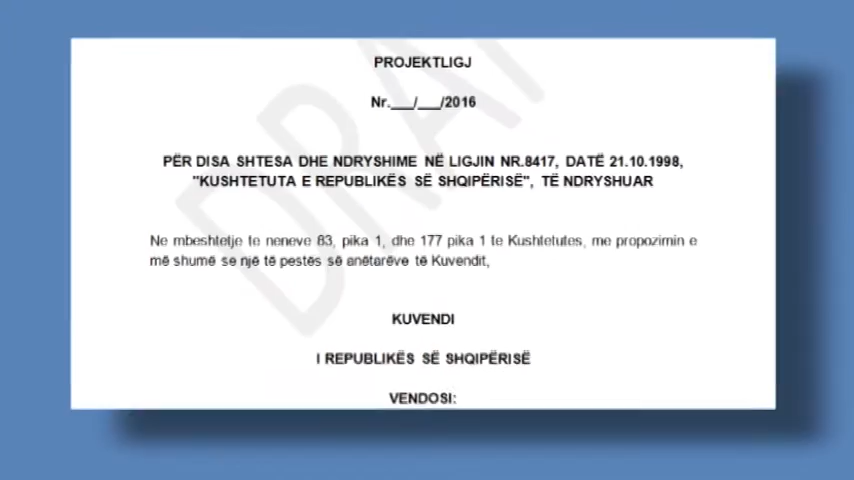 PROJEKTLIGJ
Nr.___/___/2016
PËR DISA SHTESA DHE NDRYSHIME NË LIGJIN NR.8417, DATË 21.10.1998,
"KUSHTETUTA E REPUBLIKËS SË SHQIPËRISË", TË NDRYSHUAR
Ne mbeshtetje te neneve 83, pika 1, dhe 177 pika 1 te Kushtetutes, me propozimin e
më shumë se një të pestës së anëtarëve të Kuvendit,
KUVENDI
I REPUBLIKËS SË SHQIPËRISË
VENDOSI: